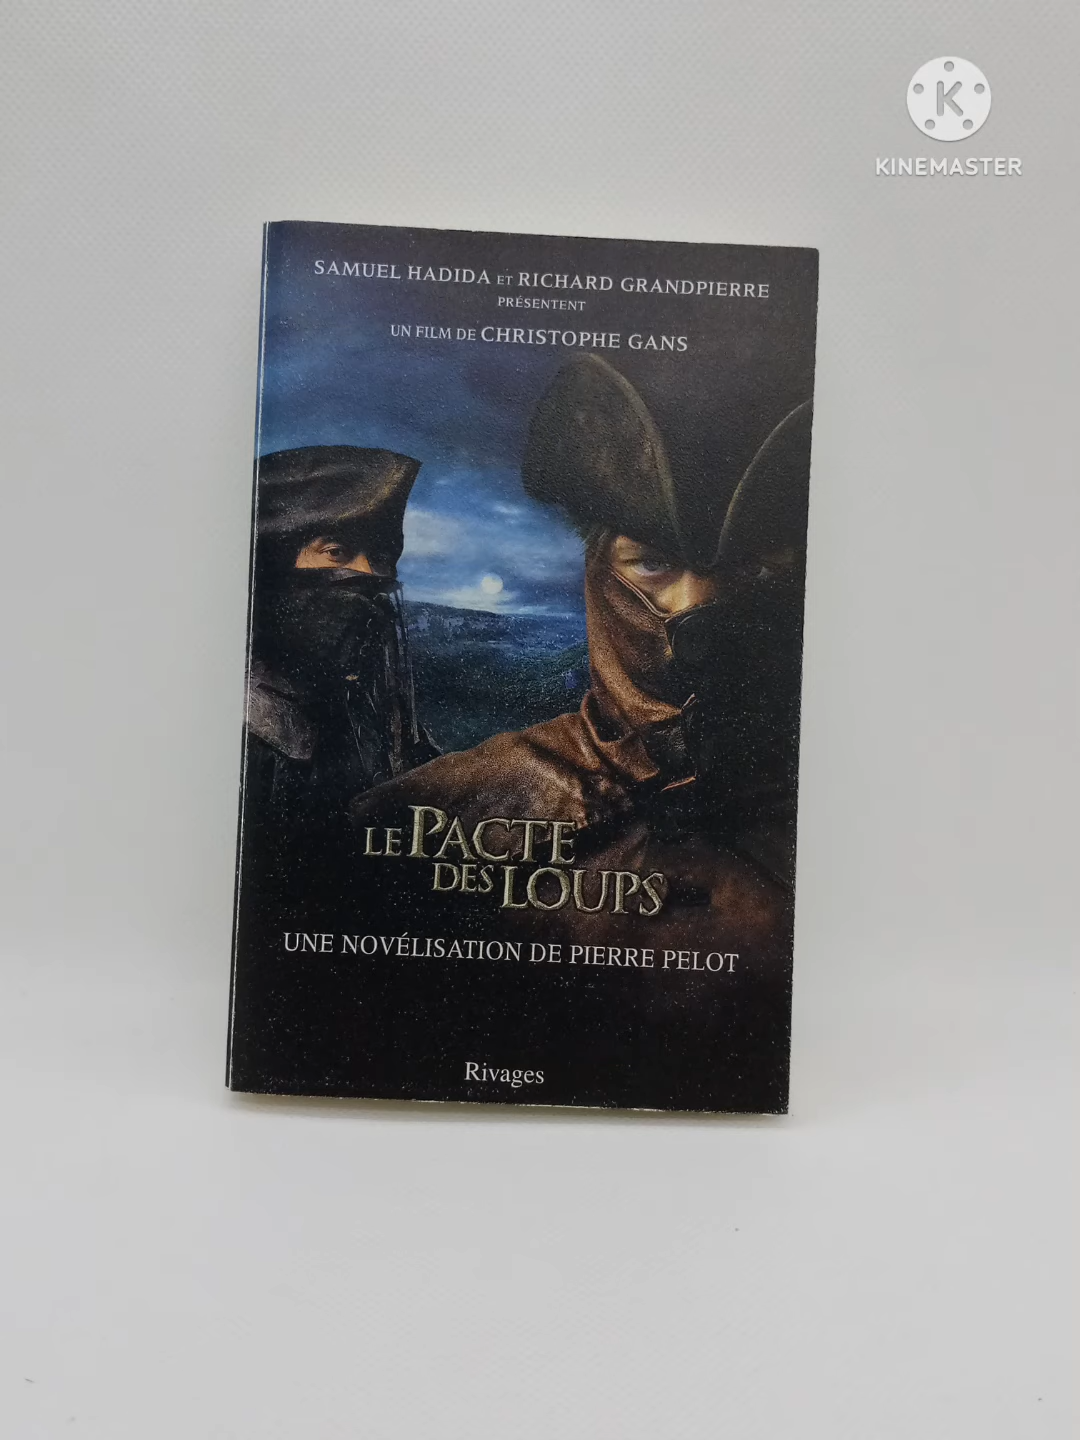 KINEMASTER
SAMUEL HADIDA ET RICHARD GRANDPIERRE
PRÉSENTENT
UN FILM DE CHRISTOPHE GANS
LE PACTE
DES LOUPS
UNE NOVÉLISATION DE PIERRE PELOT
Rivages